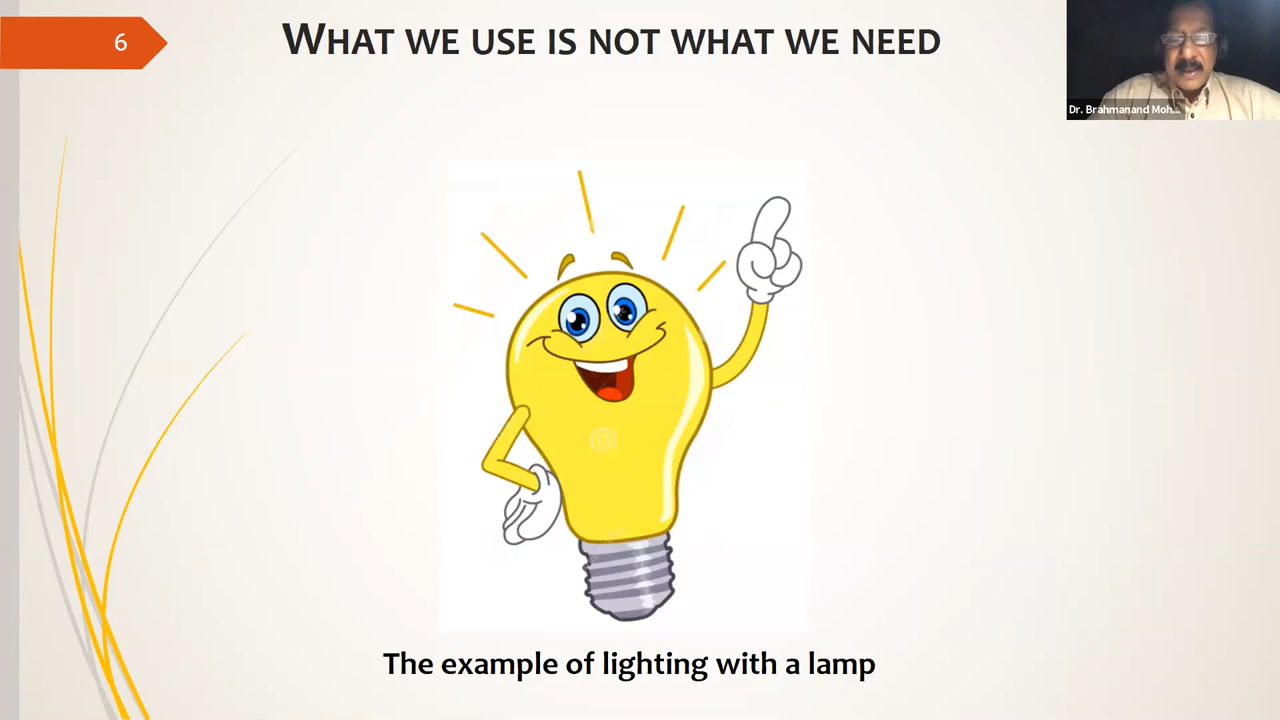 6
WHAT WE USE IS NOT WHAT WE NEED
Dr. Brahmanand Moh...
The example of lighting with a lamp